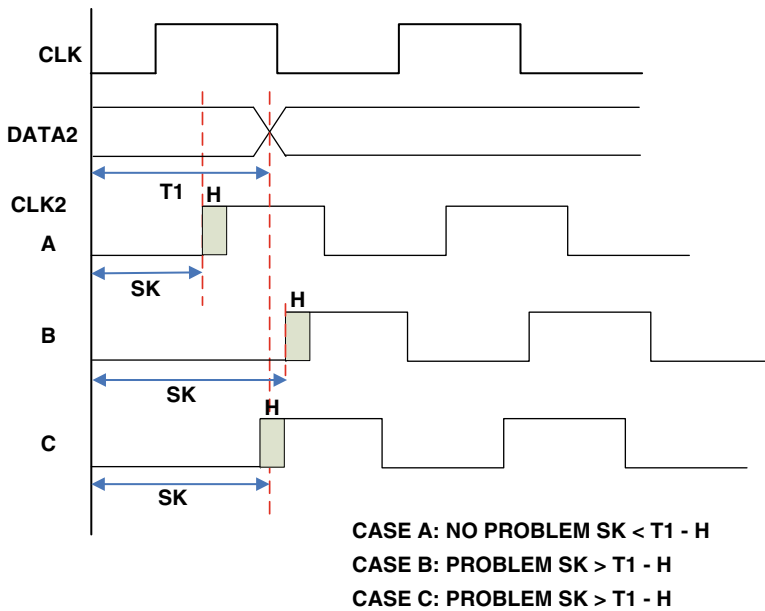 CLK
DATA2
T1
H
CLK2
A
SK
H
B
SK
H
C
SK
CASE A: NO PROBLEM SK < T1 - H
CASE B: PROBLEM SK > T1 - H
CASE C: PROBLEM SK > T1 - H